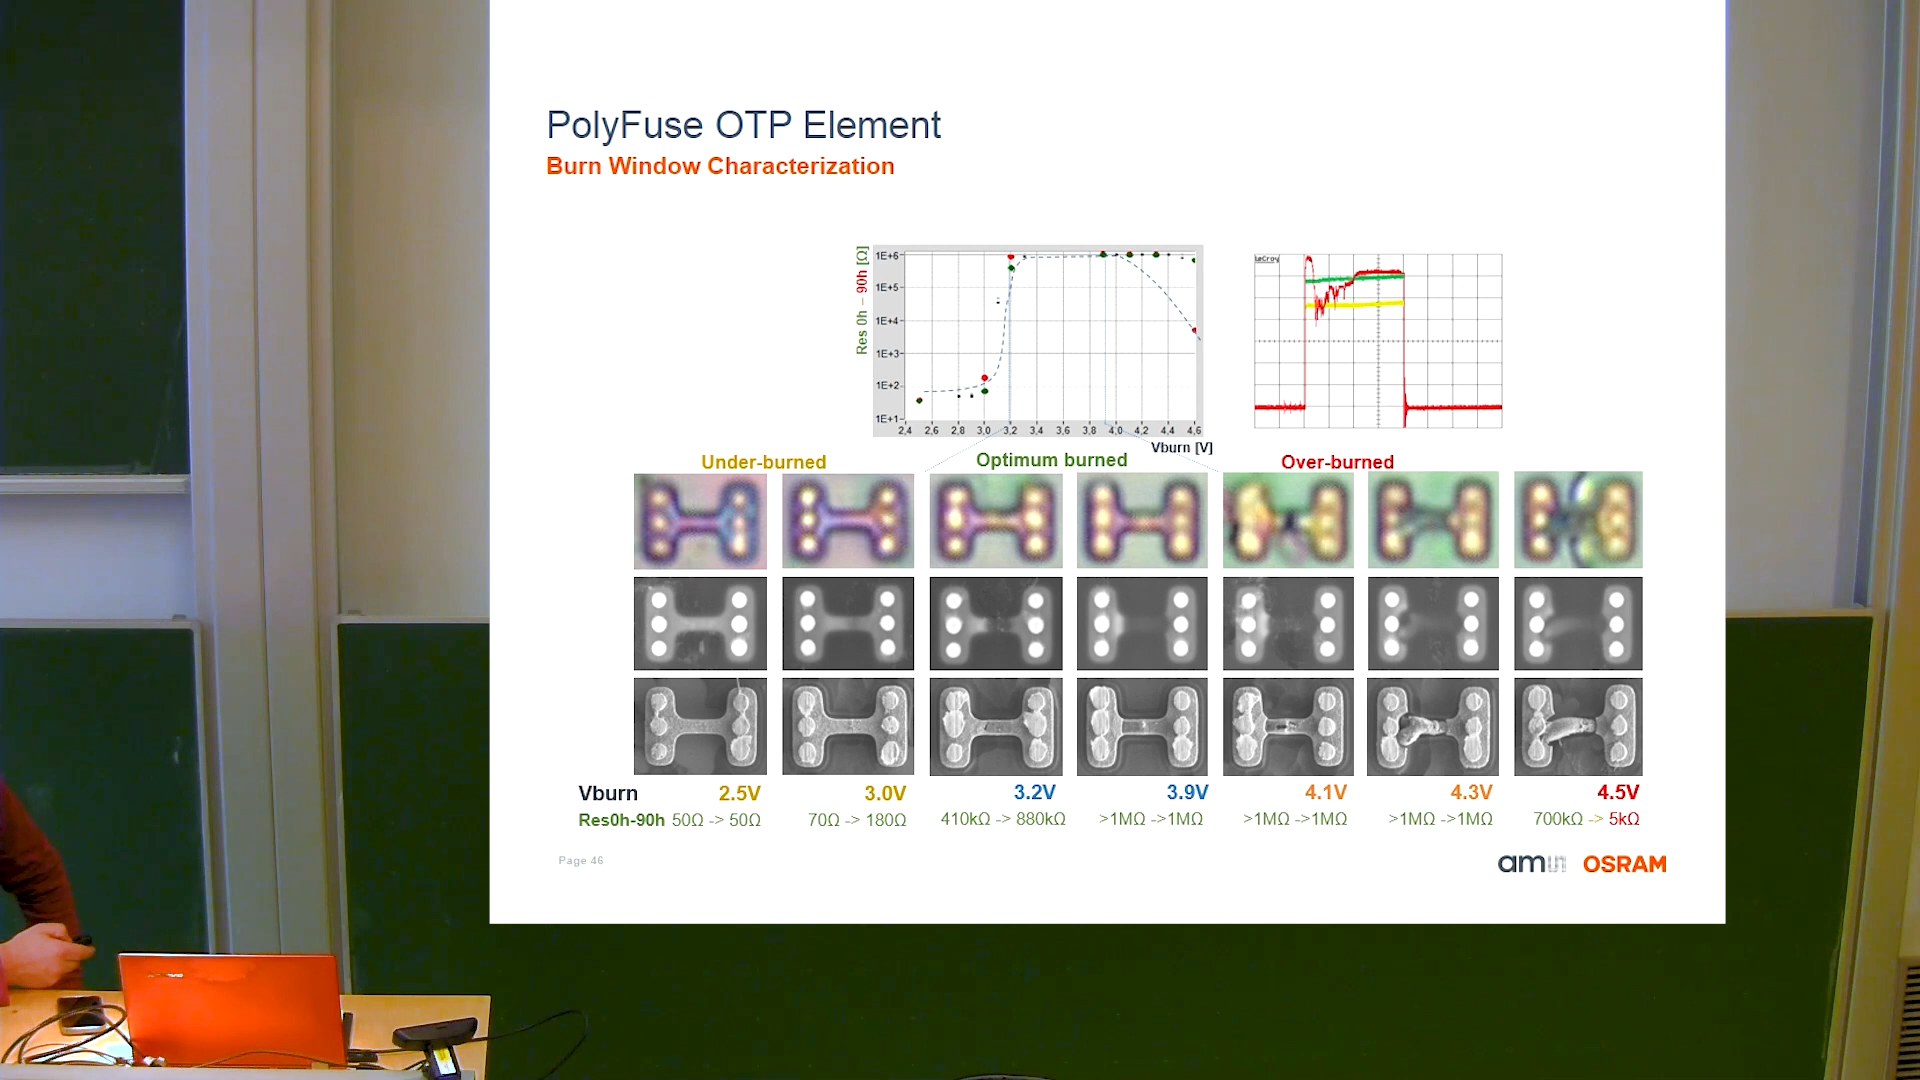 PolyFuse OTP Element
Burn Window Characterization
Res 0h – 90h [Ω]
1E+6
1E+5
1E+4
1E+3
1E+2
1E+1
2,4 2,6 2,8 3,0 3,2 3,4 3,6 3,8 4,0 4,2 4,4 4,6
Vburn [V]
LeCroy
Under-burned
Optimum burned
Over-burned
Vburn 2.5V 3.0V 3.2V 3.9V 4.1V 4.3V 4.5V
Res0h-90h 50Ω -> 50Ω 70Ω -> 180Ω 410kΩ -> 880kΩ >1MΩ ->1MΩ >1MΩ ->1MΩ >1MΩ ->1MΩ 700kΩ -> 5kΩ
Page 46
am OSRAM